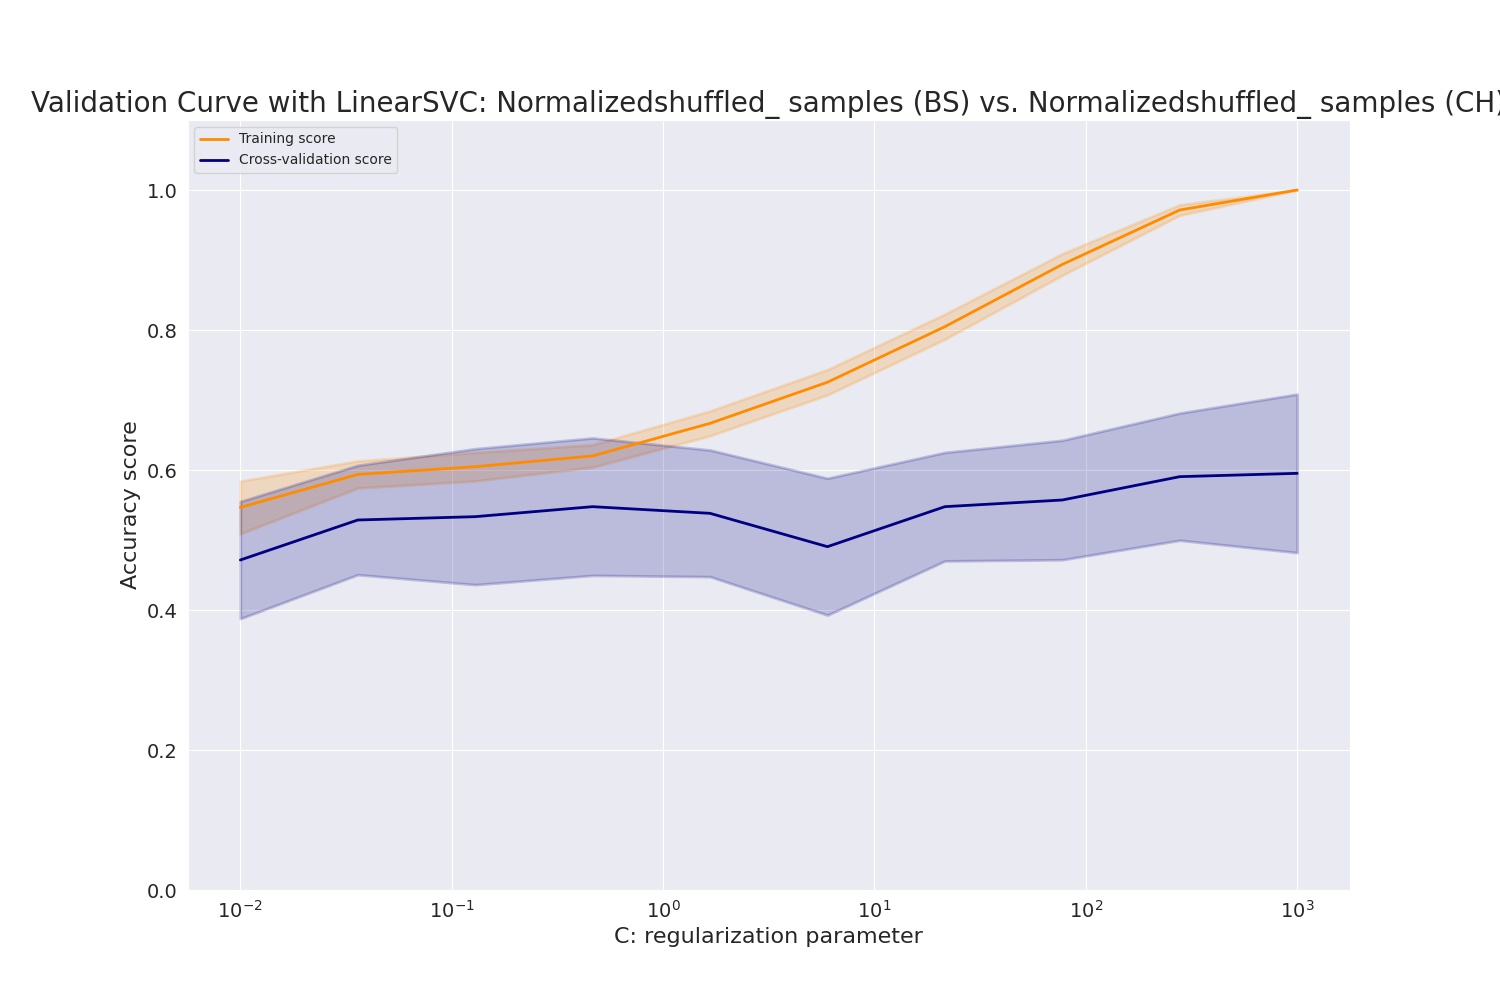 Validation Curve with LinearSVC: Normalizedshuffled_ samples (BS) vs. Normalizedshuffled_ samples (CH)
Training score
Cross-validation score
1.0
0.8
0.6
0.4
0.2
0.0
Accuracy score
10⁻² 10⁻¹ 10⁰ 10¹ 10² 10³
C: regularization parameter